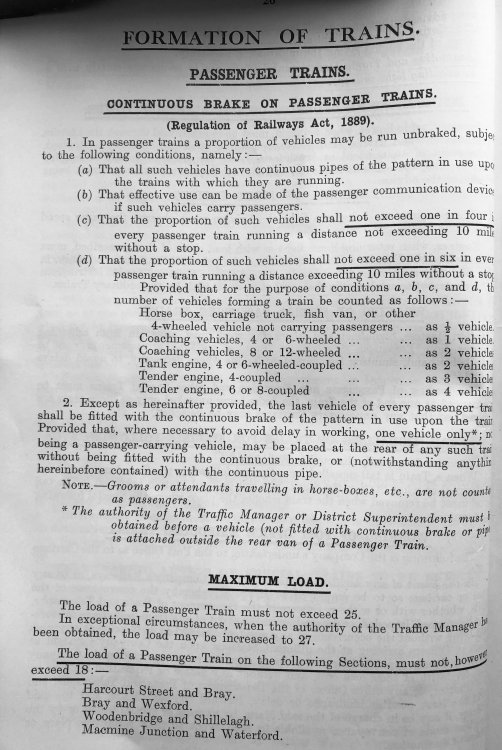 26
FORMATION OF TRAINS.
PASSENGER TRAINS.
CONTINUOUS BRAKE ON PASSENGER TRAINS.
(Regulation of Railways Act, 1889).
1. In passenger trains a proportion of vehicles may be run unbraked, subje
to the following conditions, namely:—
(a) That all such vehicles have continuous pipes of the pattern in use upo
the trains with which they are running.
(b) That effective use can be made of the passenger communication device
if such vehicles carry passengers.
(c) That the proportion of such vehicles shall not exceed one in four i
every passenger train running a distance not exceeding 10 mile
without a stop.
(d) That the proportion of such vehicles shall not exceed one in six in ever
passenger train running a distance exceeding 10 miles without a stop
Provided that for the purpose of conditions a, b, c, and d, th
number of vehicles forming a train be counted as follows:—
Horse box, carriage truck, fish van, or other
4-wheeled vehicle not carrying passengers ... as ½ vehicle.
Coaching vehicles, 4 or 6-wheeled ... ... as 1 vehicle.
Coaching vehicles, 8 or 12-wheeled ... ... as 2 vehicle
Tank engine, 4 or 6-wheeled-coupled ... ... as 2 vehicle
Tender engine, 4-coupled ... ... ... as 3 vehicle
Tender engine, 6 or 8-coupled ... ... as 4 vehicle
2. Except as hereinafter provided, the last vehicle of every passenger trai
shall be fitted with the continuous brake of the pattern in use upon the train
Provided that, where necessary to avoid delay in working, one vehicle only*; no
being a passenger-carrying vehicle, may be placed at the rear of any such trai
without being fitted with the continuous brake, or (notwithstanding anythin
hereinbefore contained) with the continuous pipe.
NOTE.—Grooms or attendants travelling in horse-boxes, etc., are not counte
as passengers.
* The authority of the Traffic Manager or District Superintendent must b
obtained before a vehicle (not fitted with continuous brake or pipe
is attached outside the rear van of a Passenger Train.
MAXIMUM LOAD.
The load of a Passenger Train must not exceed 25.
In exceptional circumstances, when the authority of the Traffic Manager ha
been obtained, the load may be increased to 27.
The load of a Passenger Train on the following Sections, must not, however
exceed 18:—
Harcourt Street and Bray.
Bray and Wexford.
Woodenbridge and Shillelagh.
Macmine Junction and Waterford.